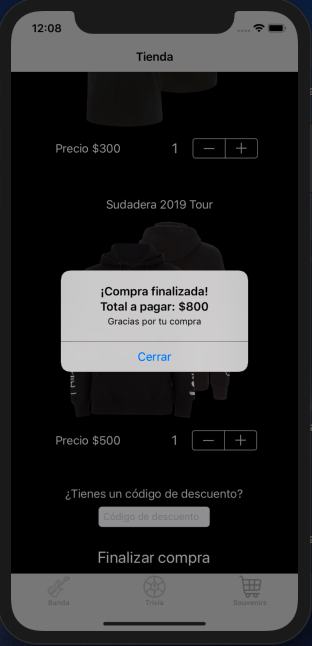 12:08
Tienda
Precio $300 1
Sudadera 2019 Tour
¡Compra finalizada!
Total a pagar: $800
Gracias por tu compra
Cerrar
Precio $500 1
¿Tienes un código de descuento?
Código de descuento
Finalizar compra
Banda Trivia Souvenirs